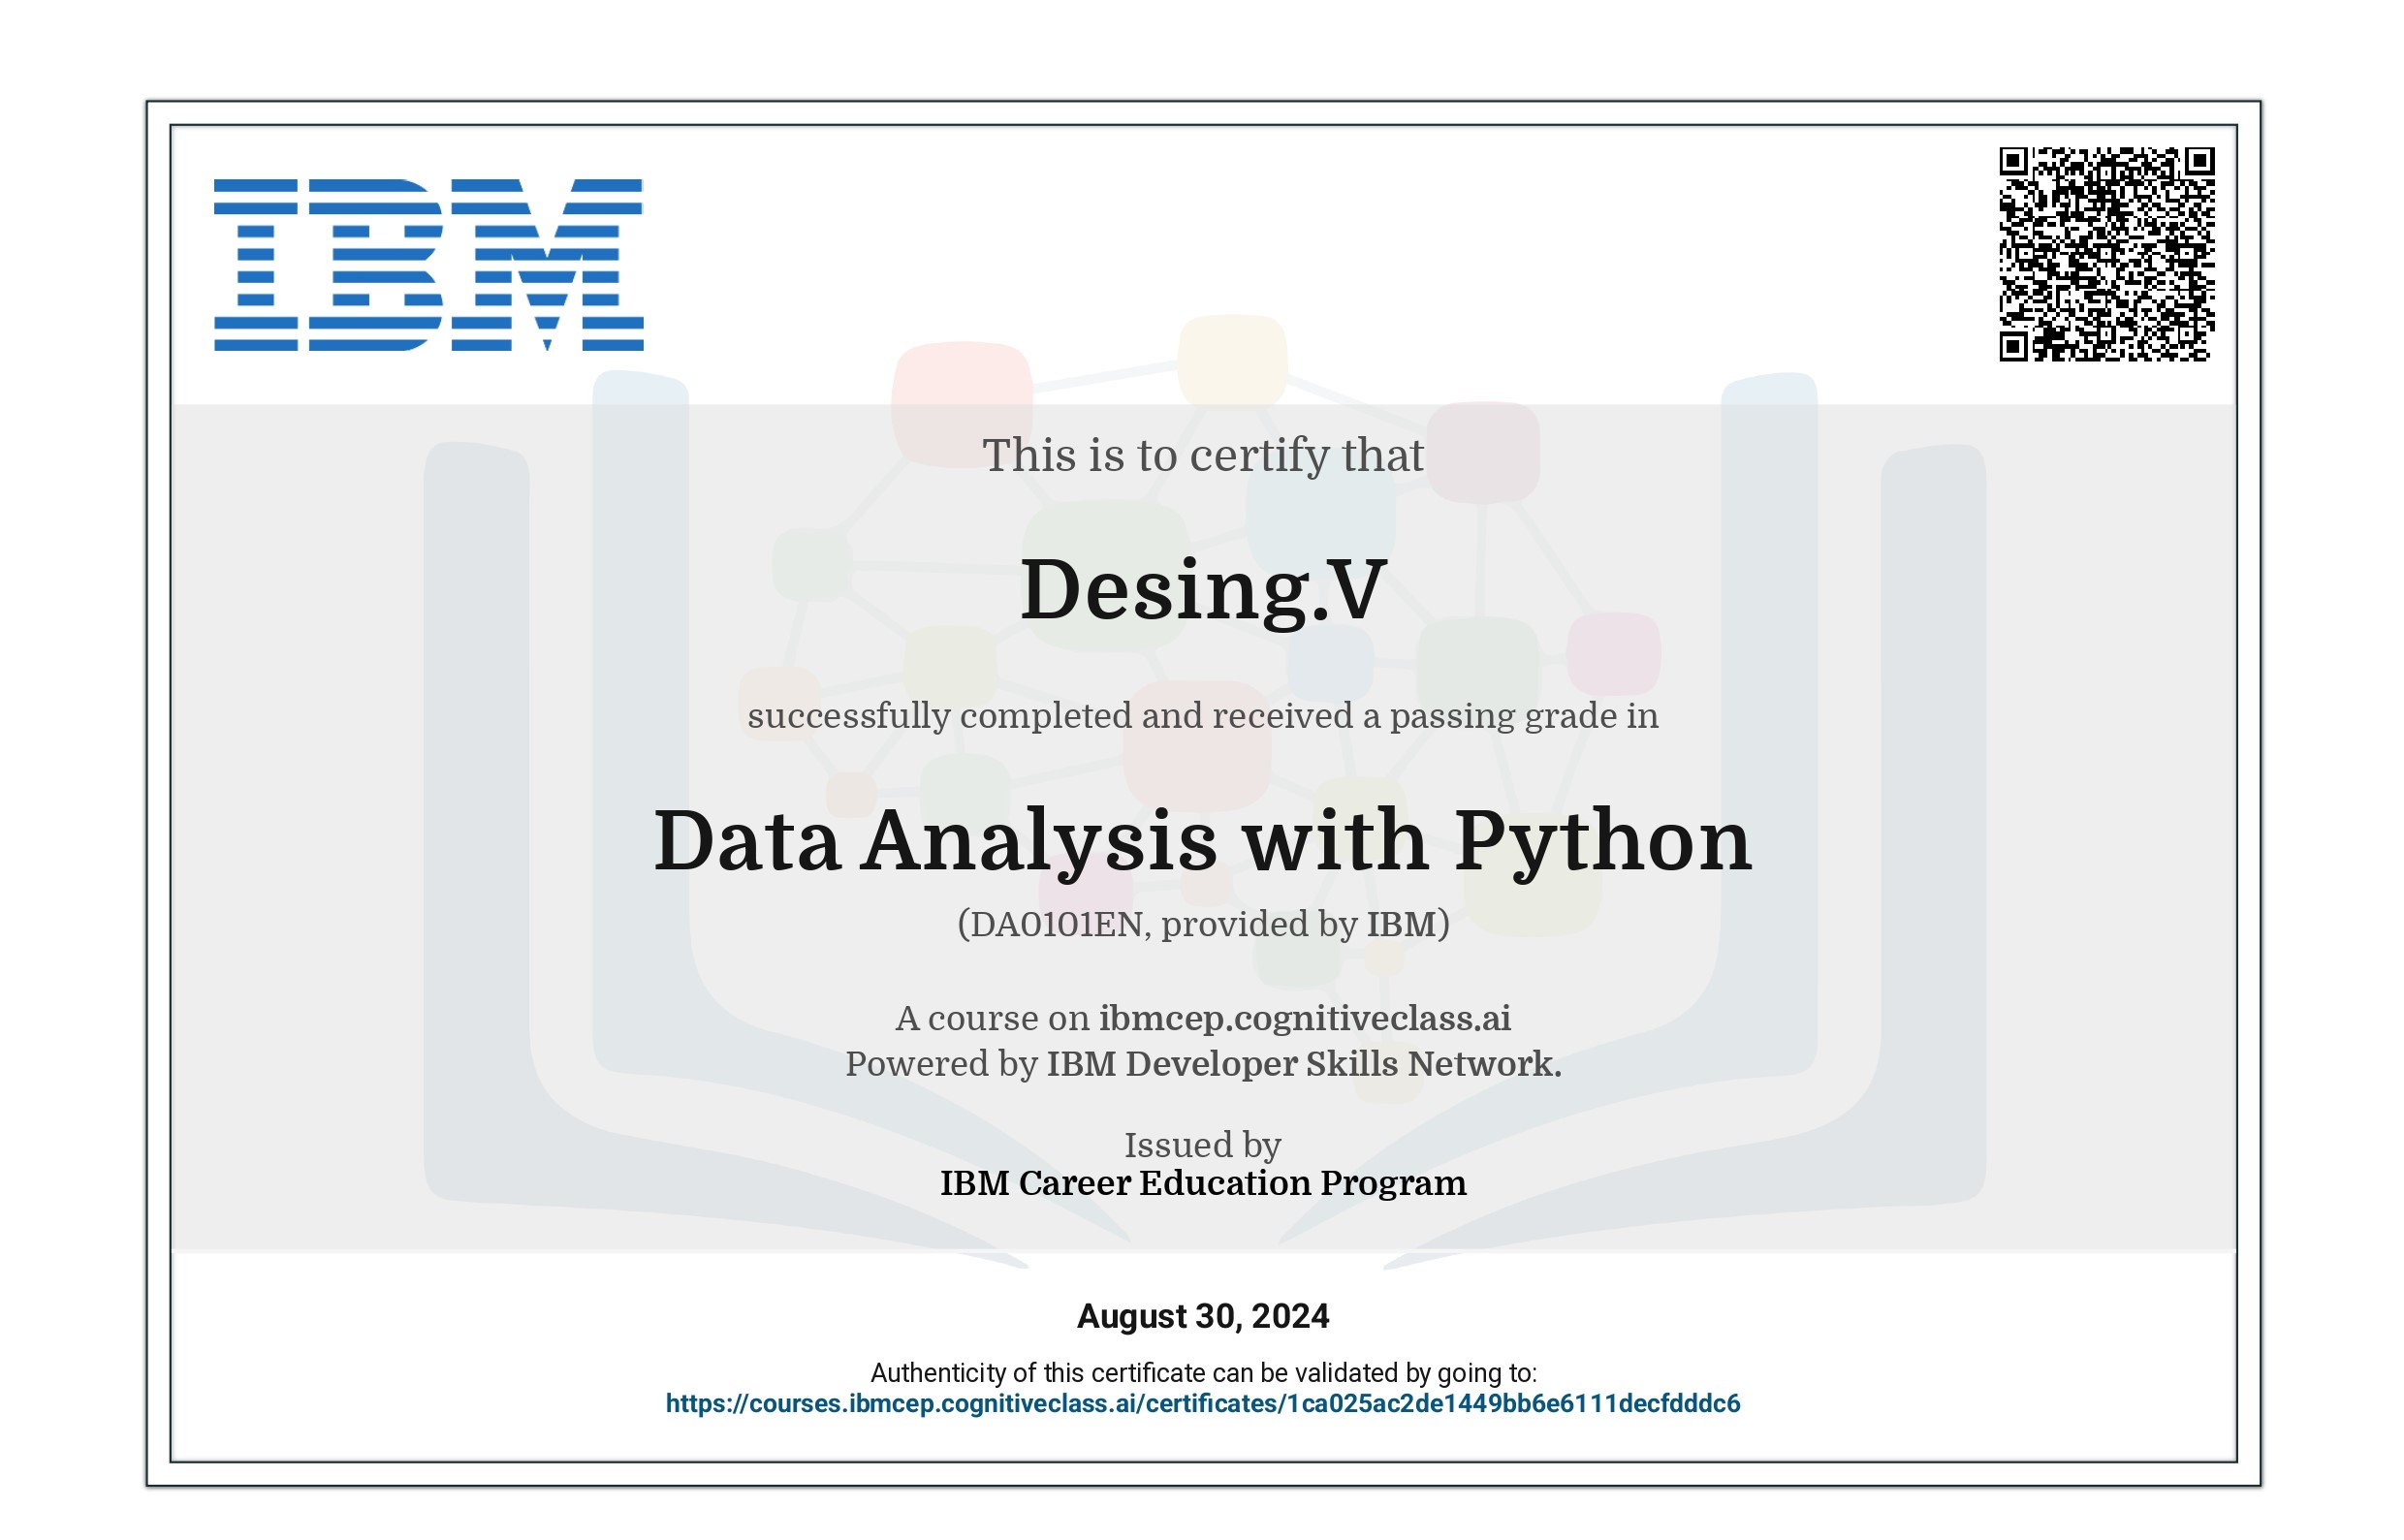 IBM
This is to certify that
Desing.V
successfully completed and received a passing grade in
Data Analysis with Python
(DA0101EN, provided by IBM)
A course on ibmcep.cognitiveclass.ai
Powered by IBM Developer Skills Network.
Issued by
IBM Career Education Program
August 30, 2024
Authenticity of this certificate can be validated by going to:
https://courses.ibmcep.cognitiveclass.ai/certificates/1ca025ac2de1449bb6e6111decfdddc6